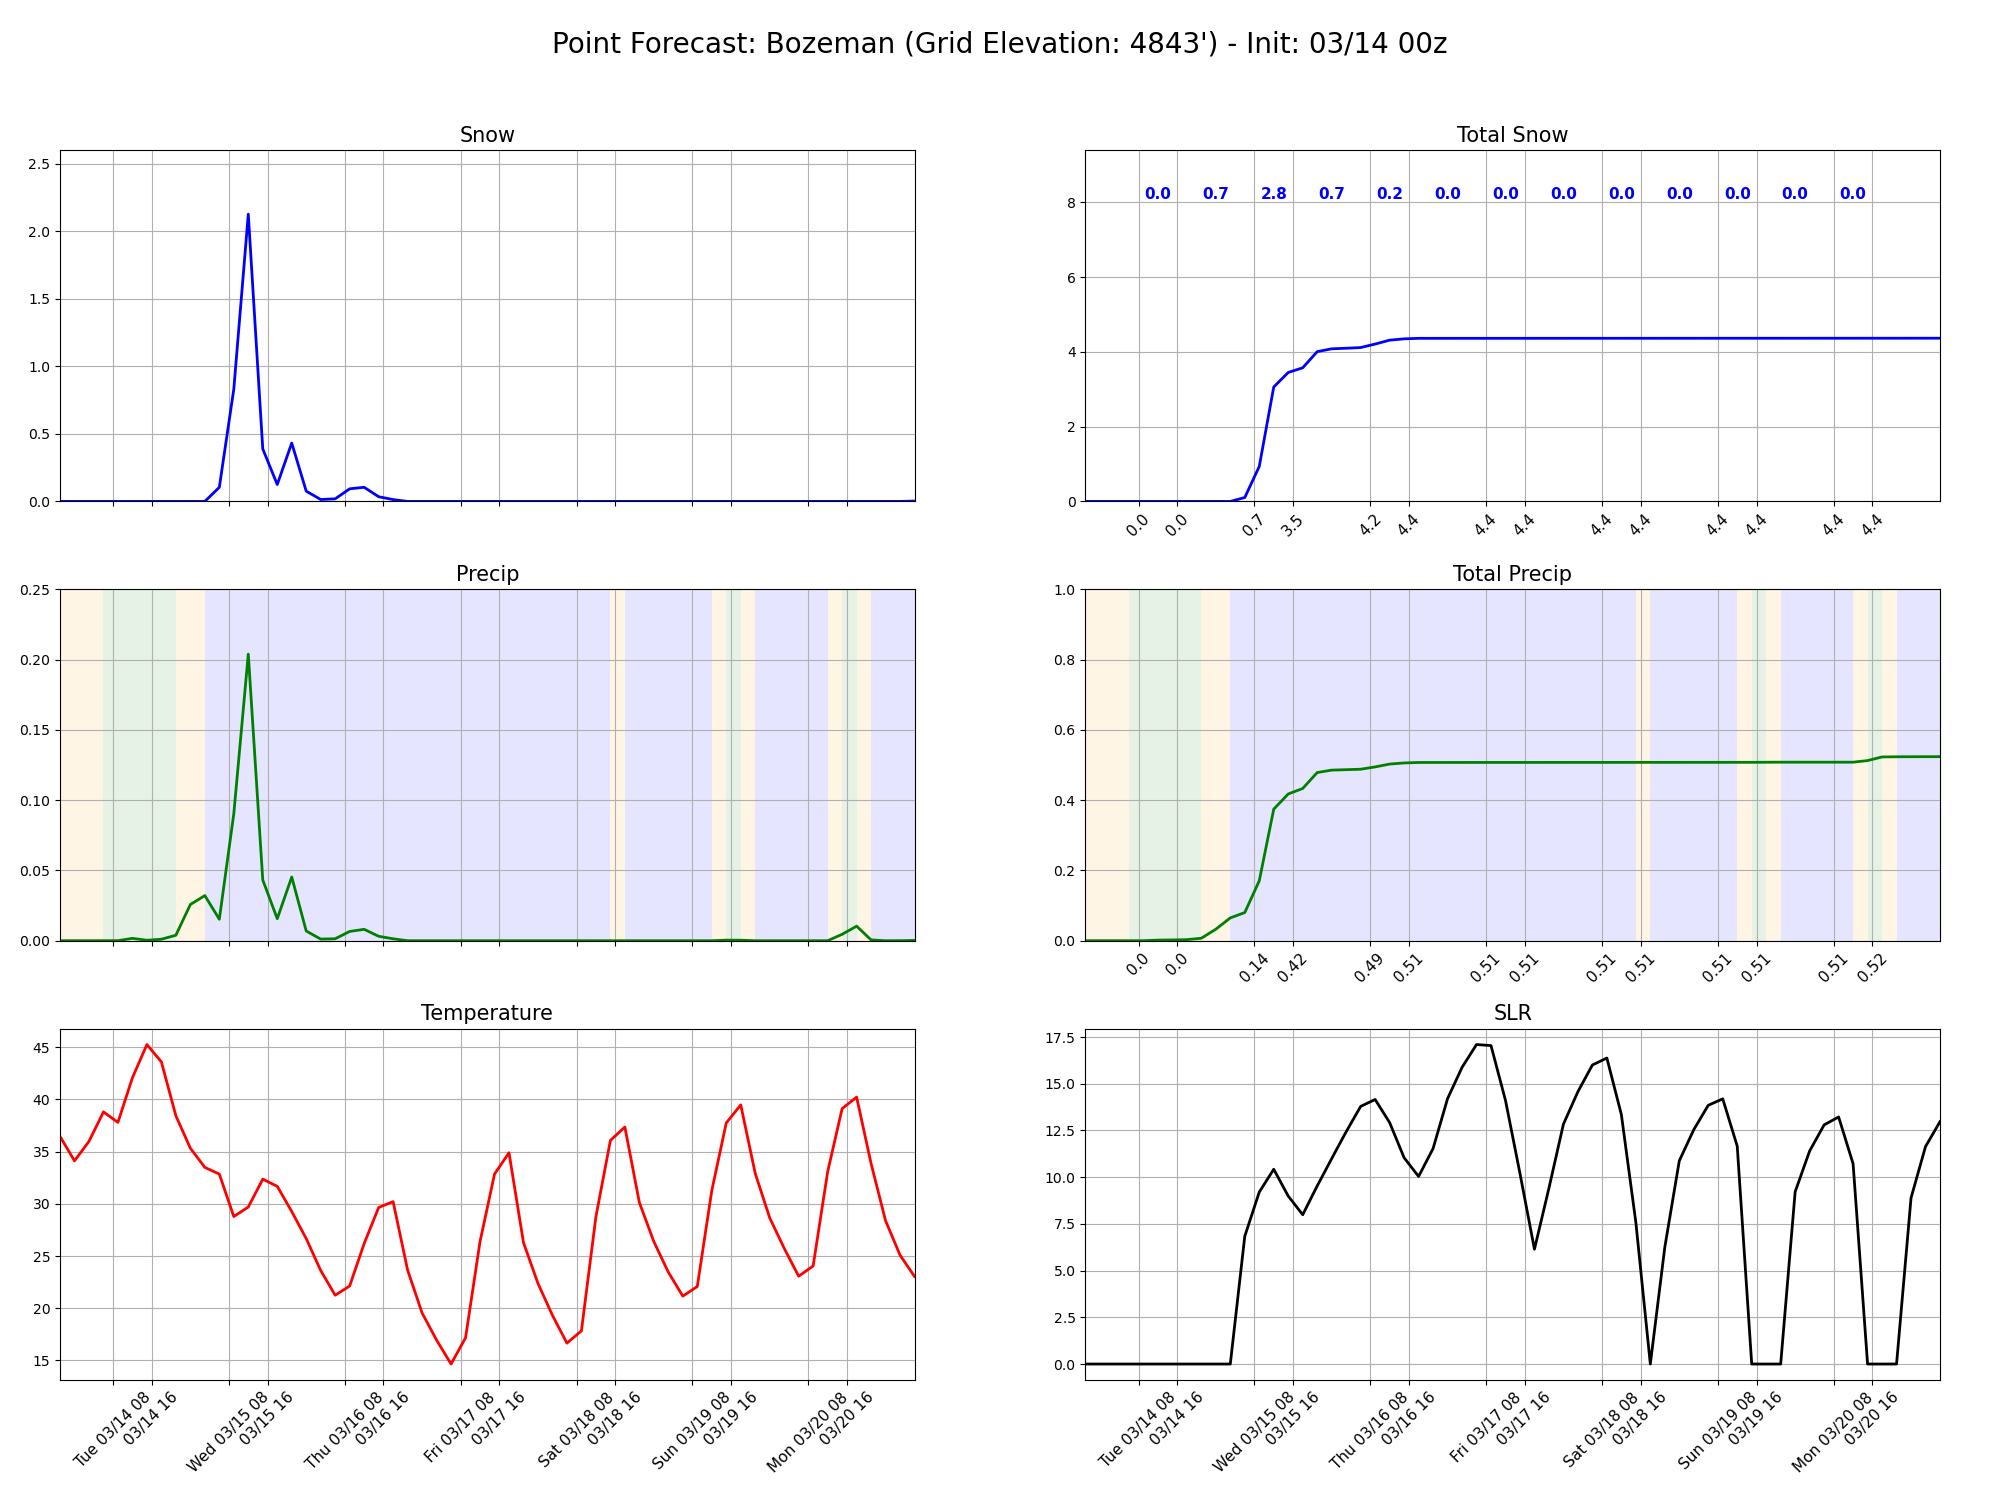 Point Forecast: Bozeman (Grid Elevation: 4843') - Init: 03/14 00z
Snow
2.5
2.0
1.5
1.0
0.5
0.0
Total Snow
0.0 0.7 2.8 0.7 0.2 0.0 0.0 0.0 0.0 0.0 0.0 0.0 0.0
8
6
4
2
0
0.0 0.0 0.7 3.5 4.2 4.4 4.4 4.4 4.4 4.4 4.4 4.4 4.4 4.4
Precip
0.25
0.20
0.15
0.10
0.05
0.00
Total Precip
1.0
0.8
0.6
0.4
0.2
0.0
0.0 0.0 0.14 0.42 0.49 0.51 0.51 0.51 0.51 0.51 0.51 0.51 0.51 0.52
Temperature
45
40
35
30
25
20
15
Tue 03/14 08
03/14 16
Wed 03/15 08
03/15 16
Thu 03/16 08
03/16 16
Fri 03/17 08
03/17 16
Sat 03/18 08
03/18 16
Sun 03/19 08
03/19 16
Mon 03/20 08
03/20 16
SLR
17.5
15.0
12.5
10.0
7.5
5.0
2.5
0.0
Tue 03/14 08
03/14 16
Wed 03/15 08
03/15 16
Thu 03/16 08
03/16 16
Fri 03/17 08
03/17 16
Sat 03/18 08
03/18 16
Sun 03/19 08
03/19 16
Mon 03/20 08
03/20 16